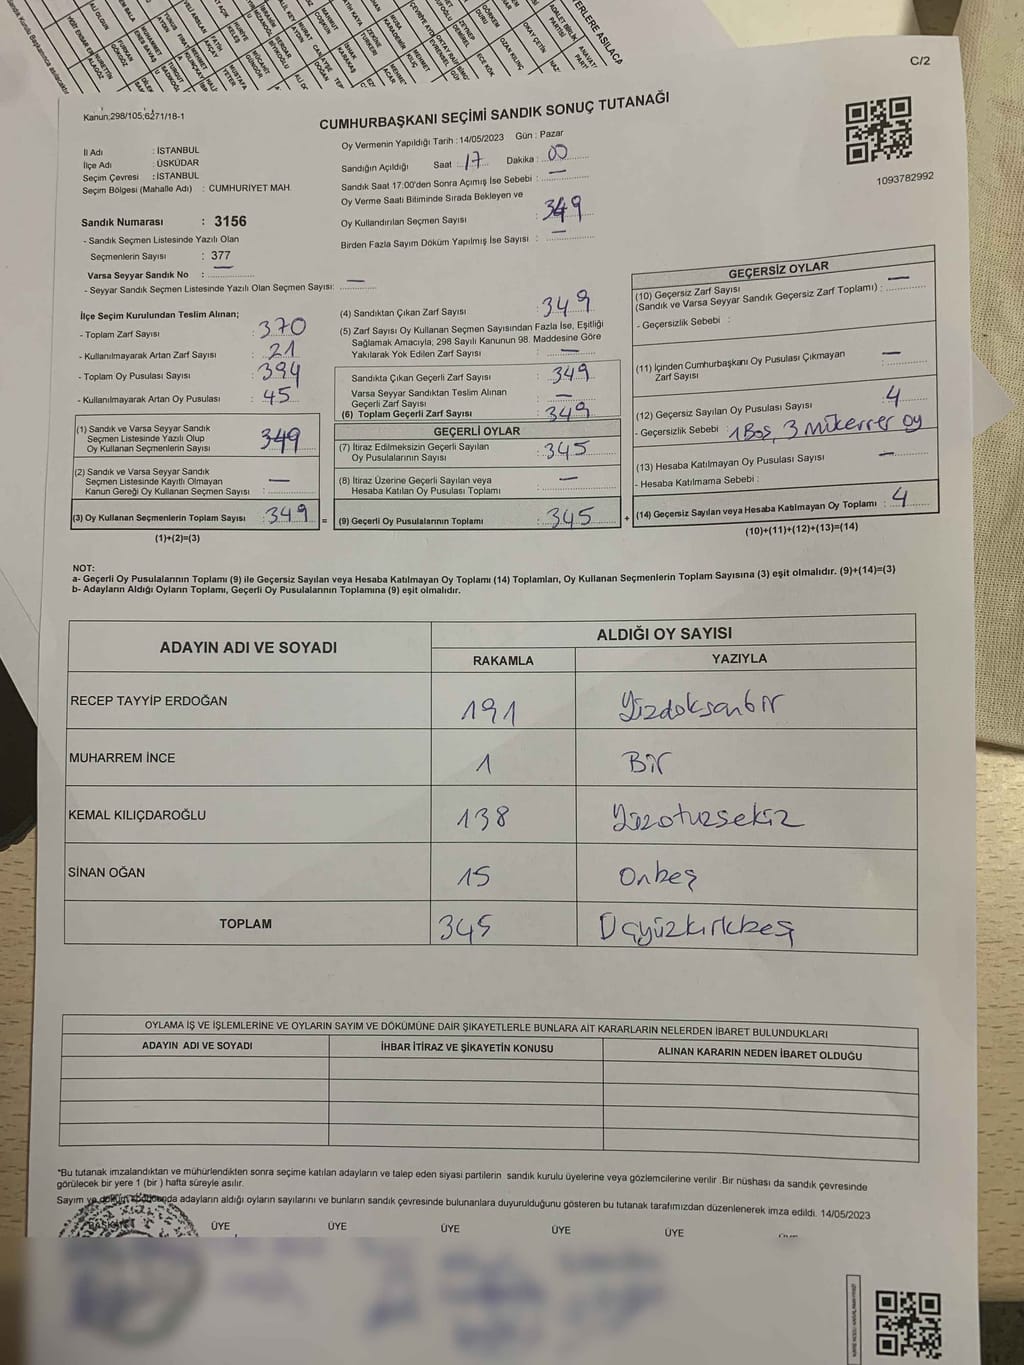 C/2
Kanun,298/105;6271/18-1
CUMHURBAŞKANI SEÇİMİ SANDIK SONUÇ TUTANAĞI
1093782992
İl Adı : İSTANBUL
İlçe Adı : ÜSKÜDAR
Seçim Çevresi : İSTANBUL
Seçim Bölgesi (Mahalle Adı) : CUMHURİYET MAH.
Sandık Numarası : 3156
- Sandık Seçmen Listesinde Yazılı Olan
Seçmenlerin Sayısı : 377
Varsa Seyyar Sandık No : —
- Seyyar Sandık Seçmen Listesinde Yazılı Olan Seçmen Sayısı: —
Oy Vermenin Yapıldığı Tarih : 14/05/2023 Gün : Pazar
Sandığın Açıldığı Saat : 17 Dakika : 00
Sandık Saat 17:00'den Sonra Açımış İse Sebebi : —
Oy Verme Saati Bitiminde Sırada Bekleyen ve
Oy Kullandırılan Seçmen Sayısı : 349
Birden Fazla Sayım Döküm Yapılmış İse Sayısı : —
İlçe Seçim Kurulundan Teslim Alınan;
- Toplam Zarf Sayısı : 370
- Kullanılmayarak Artan Zarf Sayısı : 21
- Toplam Oy Pusulası Sayısı : 394
- Kullanılmayarak Artan Oy Pusulası : 45
(1) Sandık ve Varsa Seyyar Sandık
Seçmen Listesinde Yazılı Olup
Oy Kullanan Seçmenlerin Sayısı : 349
(2) Sandık ve Varsa Seyyar Sandık
Seçmen Listesinde Kayıtlı Olmayan
Kanun Gereği Oy Kullanan Seçmen Sayısı : —
(3) Oy Kullanan Seçmenlerin Toplam Sayısı : 349 =
(1)+(2)=(3)
(4) Sandıktan Çıkan Zarf Sayısı : 349
(5) Zarf Sayısı Oy Kullanan Seçmen Sayısından Fazla İse, Eşitliği
Sağlamak Amacıyla; 298 Sayılı Kanunun 98. Maddesine Göre
Yakılarak Yok Edilen Zarf Sayısı : —
Sandıkta Çıkan Geçerli Zarf Sayısı : 349
Varsa Seyyar Sandıktan Teslim Alınan
Geçerli Zarf Sayısı : —
(6) Toplam Geçerli Zarf Sayısı : 349
GEÇERLİ OYLAR
(7) İtiraz Edilmeksizin Geçerli Sayılan
Oy Pusulalarının Sayısı : 345
(8) İtiraz Üzerine Geçerli Sayılan veya
Hesaba Katılan Oy Pusulası Toplamı : —
(9) Geçerli Oy Pusulalarının Toplamı : 345 +
GEÇERSİZ OYLAR
(10) Geçersiz Zarf Sayısı
(Sandık ve Varsa Seyyar Sandık Geçersiz Zarf Toplamı) : —
- Geçersizlik Sebebi :
(11) İçinden Cumhurbaşkanı Oy Pusulası Çıkmayan
Zarf Sayısı : —
(12) Geçersiz Sayılan Oy Pusulası Sayısı : 4
- Geçersizlik Sebebi : 1 Boş, 3 Mükerrer oy
(13) Hesaba Katılmayan Oy Pusulası Sayısı : —
- Hesaba Katılmama Sebebi :
(14) Geçersiz Sayılan veya Hesaba Katılmayan Oy Toplamı : 4
(10)+(11)+(12)+(13)=(14)
NOT:
a- Geçerli Oy Pusulalarının Toplamı (9) ile Geçersiz Sayılan veya Hesaba Katılmayan Oy Toplamı (14) Toplamları, Oy Kullanan Seçmenlerin Toplam Sayısına (3) eşit olmalıdır. (9)+(14)=(3)
b- Adayların Aldığı Oyların Toplamı, Geçerli Oy Pusulalarının Toplamına (9) eşit olmalıdır.
ADAYIN ADI VE SOYADI ALDIĞI OY SAYISI
RAKAMLA YAZIYLA
RECEP TAYYİP ERDOĞAN 191 Yüzdoksanbir
MUHARREM İNCE 1 Bir
KEMAL KILIÇDAROĞLU 138 Yüzotuzsekiz
SİNAN OĞAN 15 Onbeş
TOPLAM 345 Üçyüzkırkbeş
OYLAMA İŞ VE İŞLEMLERİNE VE OYLARIN SAYIM VE DÖKÜMÜNE DAİR ŞİKAYETLERLE BUNLARA AİT KARARLARIN NELERDEN İBARET BULUNDUKLARI
ADAYIN ADI VE SOYADI İHBAR İTİRAZ VE ŞİKAYETİN KONUSU ALINAN KARARIN NEDEN İBARET OLDUĞU
*Bu tutanak imzalandıktan ve mühürlendikten sonra seçime katılan adayların ve talep eden siyasi partilerin sandık kurulu üyelerine veya gözlemcilerine verilir .Bir nüshası da sandık çevresinde
görülecek bir yere 1 (bir ) hafta süreyle asılır.
Sayım ve döküm sonucunda adayların aldığı oyların sayılarını ve bunların sandık çevresinde bulunanlara duyurulduğunu gösteren bu tutanak tarafımızdan düzenlenerek imza edildi. 14/05/2023
BAŞKAN ÜYE ÜYE ÜYE ÜYE ÜYE